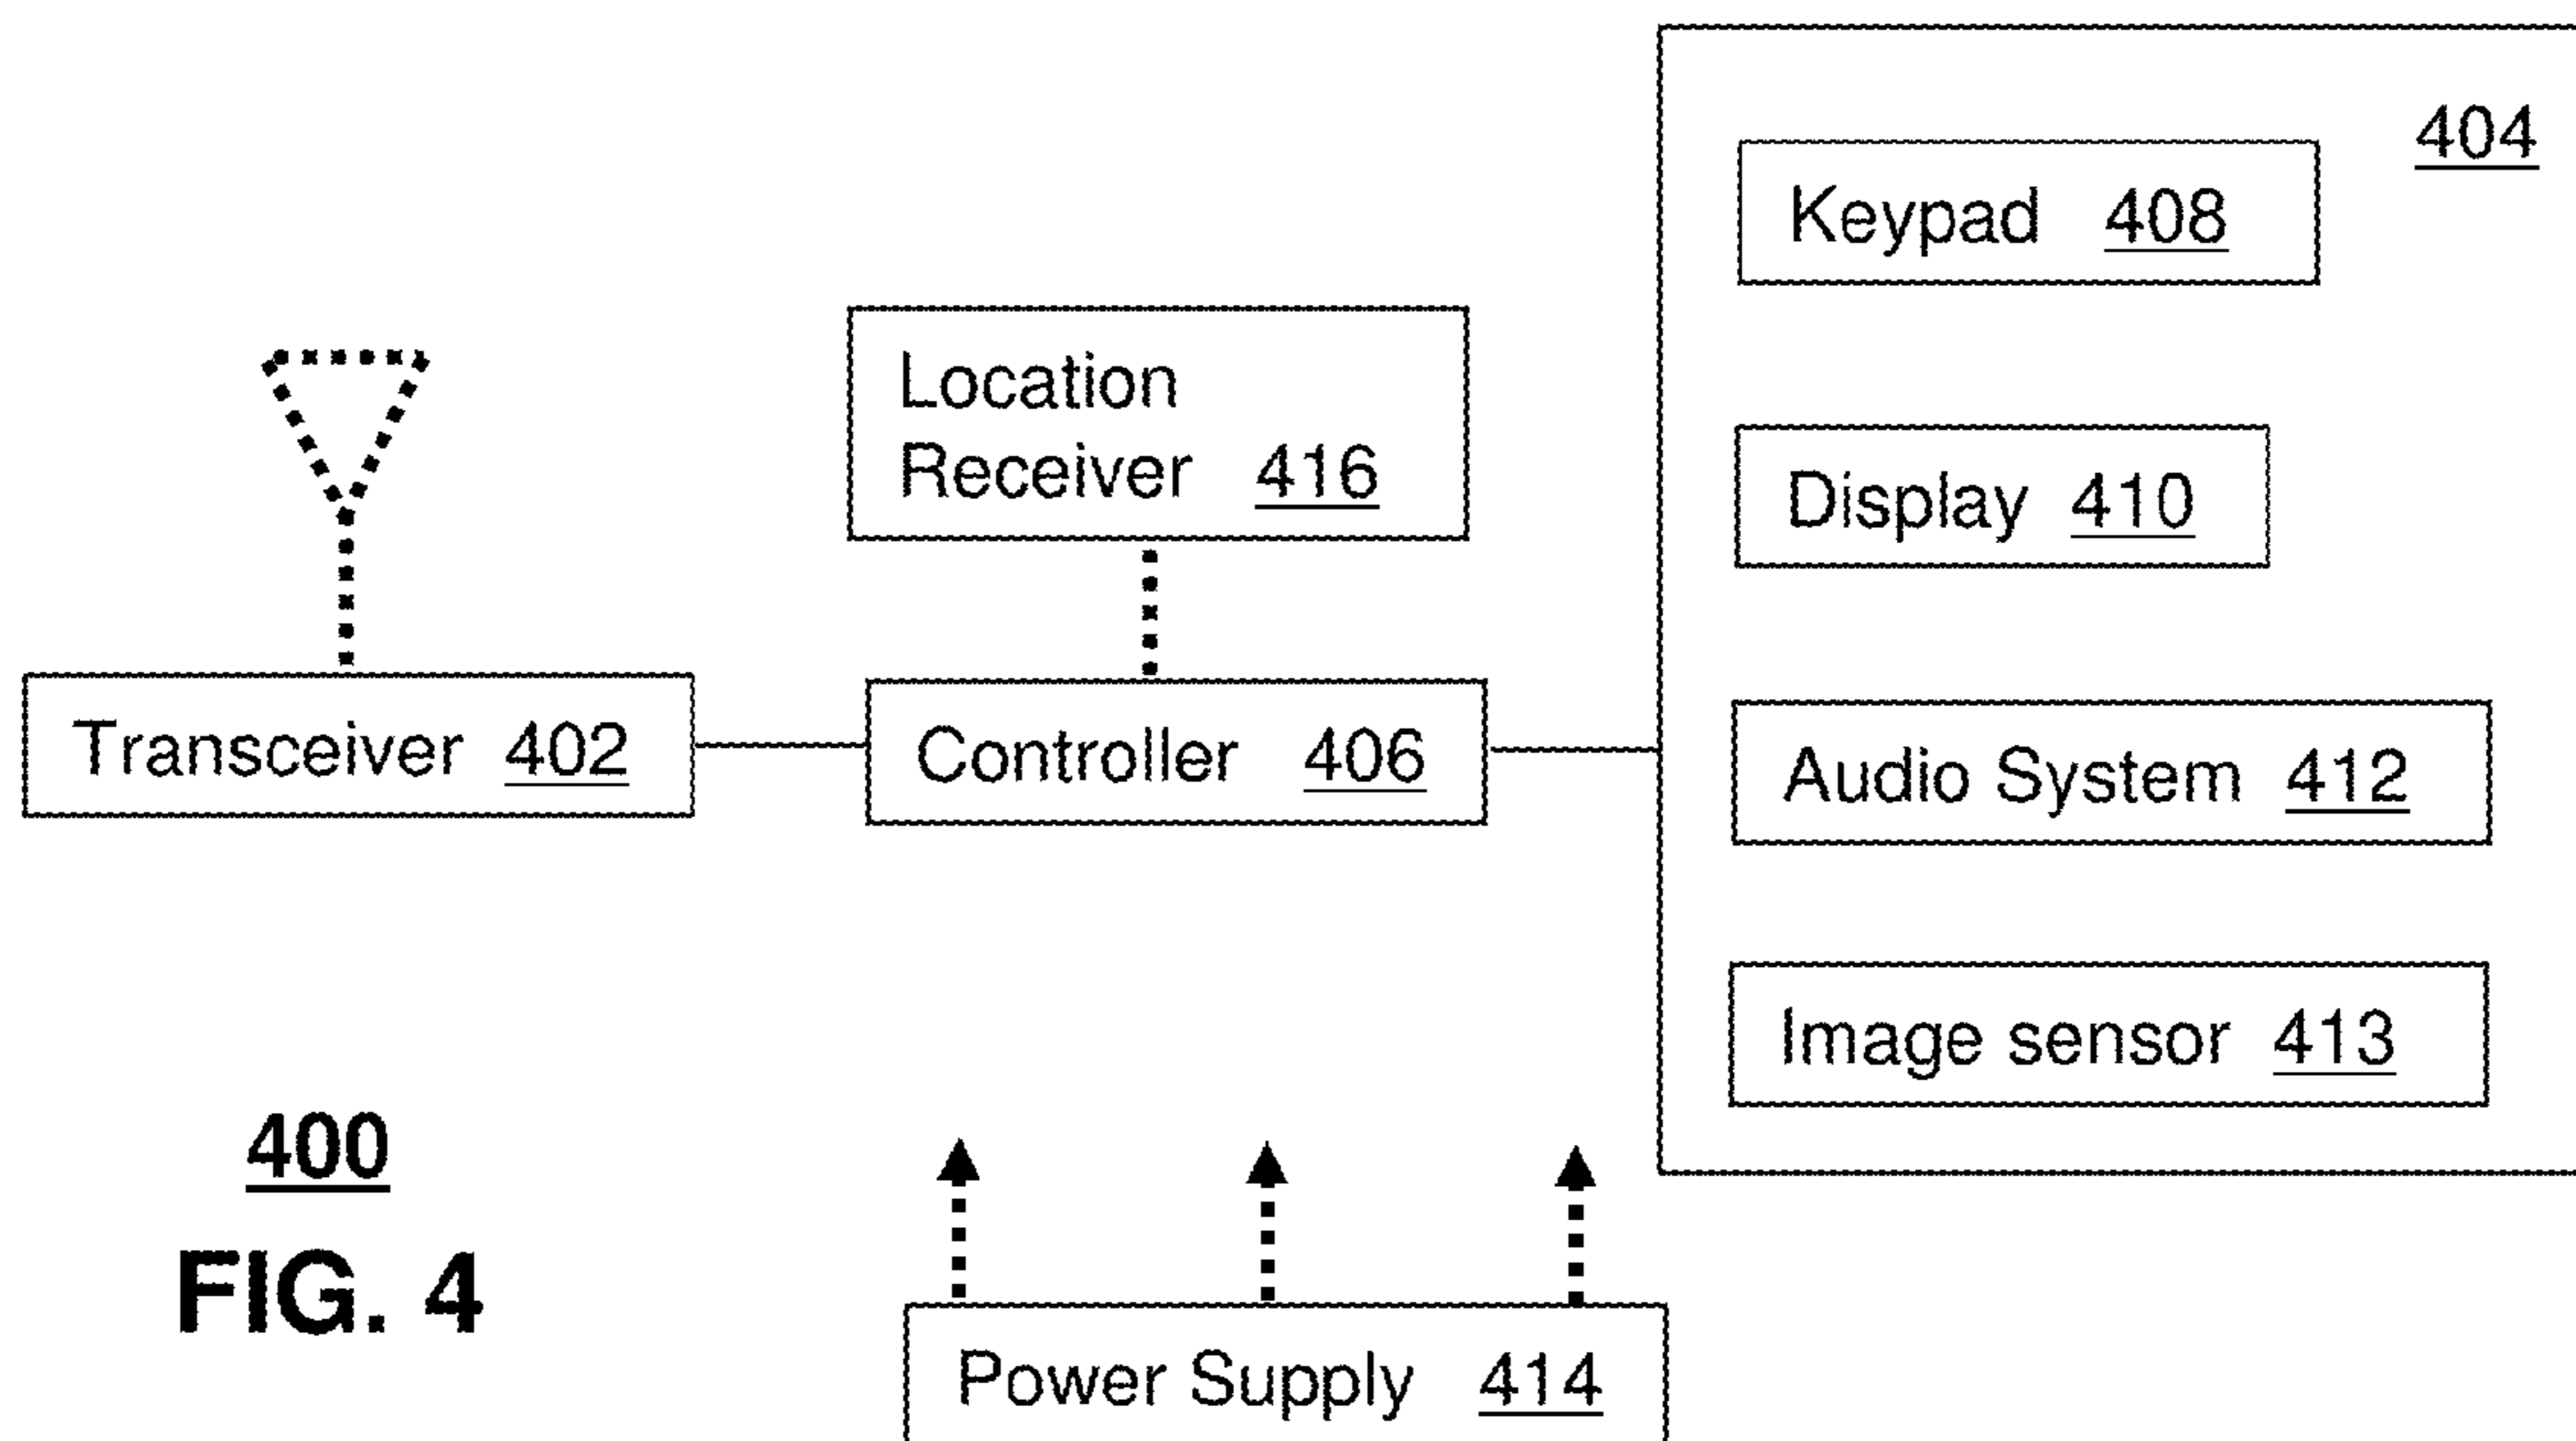 404
Keypad 408
Location
Receiver 416
Display 410
Transceiver 402
Controller 406
Audio System 412
Image sensor 413
400
FIG. 4
Power Supply 414